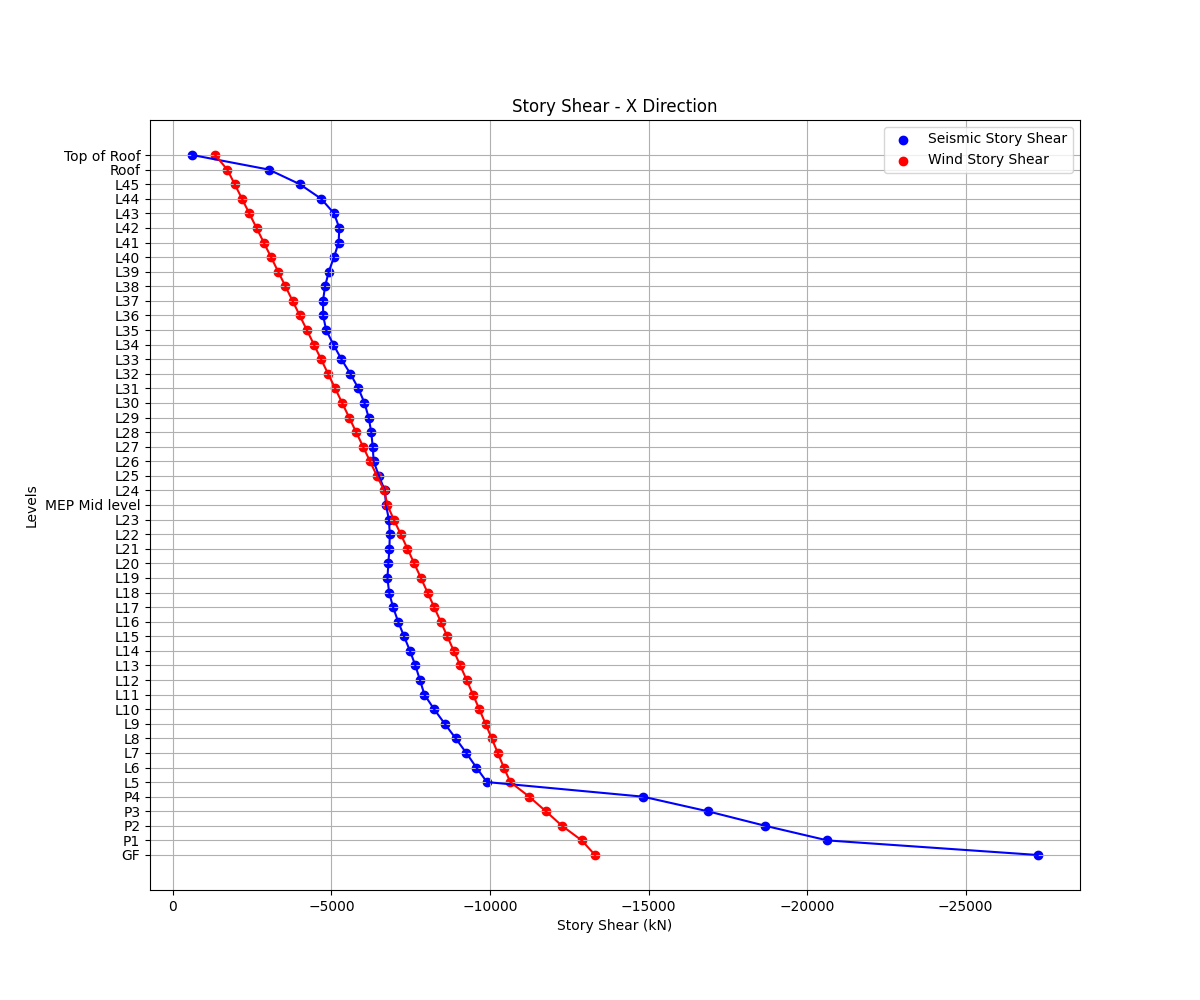 Story Shear - X Direction
Seismic Story Shear
Wind Story Shear
Levels
Top of Roof
Roof
L45
L44
L43
L42
L41
L40
L39
L38
L37
L36
L35
L34
L33
L32
L31
L30
L29
L28
L27
L26
L25
L24
MEP Mid level
L23
L22
L21
L20
L19
L18
L17
L16
L15
L14
L13
L12
L11
L10
L9
L8
L7
L6
L5
P4
P3
P2
P1
GF
0 −5000 −10000 −15000 −20000 −25000
Story Shear (kN)